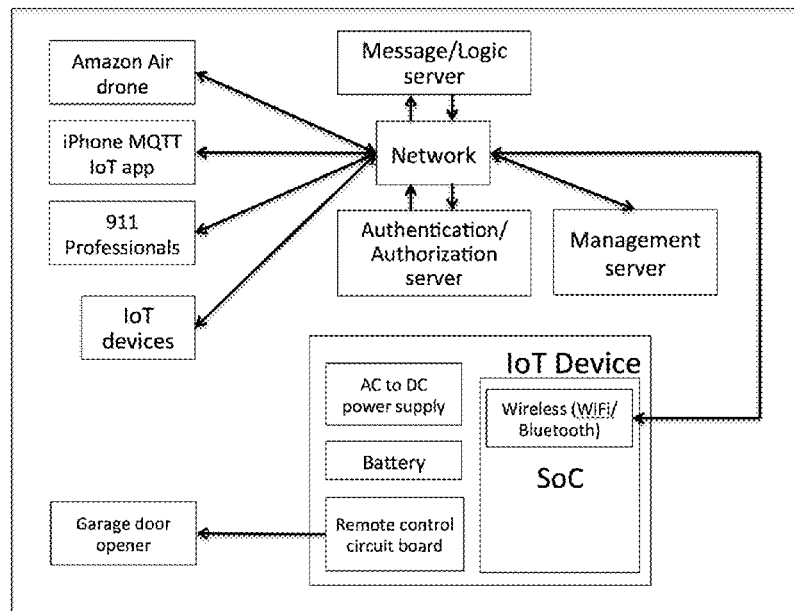 Amazon Air
drone
Message/Logic
server
iPhone MQTT
IoT app
Network
911
Professionals
Authentication/
Authorization
server
Management
server
IoT
devices
IoT Device
AC to DC
power supply
Wireless (WiFi/
Bluetooth)
Battery
SoC
Garage door
opener
Remote control
circuit board